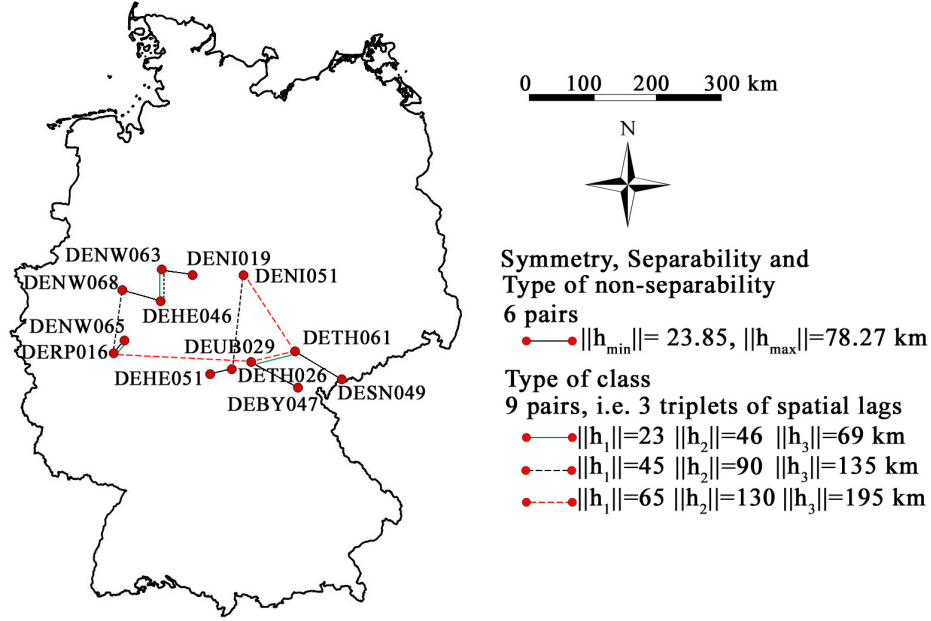 0 100 200 300 km
N
DENW063
DENI019
DENW068
DENI051
DEHE046
DENW065
DERP016
DEUB029
DETH061
DEHE051
DETH026
DESN049
DEBY047
Symmetry, Separability and
Type of non-separability
6 pairs
||hmin||= 23.85, ||hmax||=78.27 km
Type of class
9 pairs, i.e. 3 triplets of spatial lags
||h1||=23 ||h2||=46 ||h3||=69 km
||h1||=45 ||h2||=90 ||h3||=135 km
||h1||=65 ||h2||=130 ||h3||=195 km